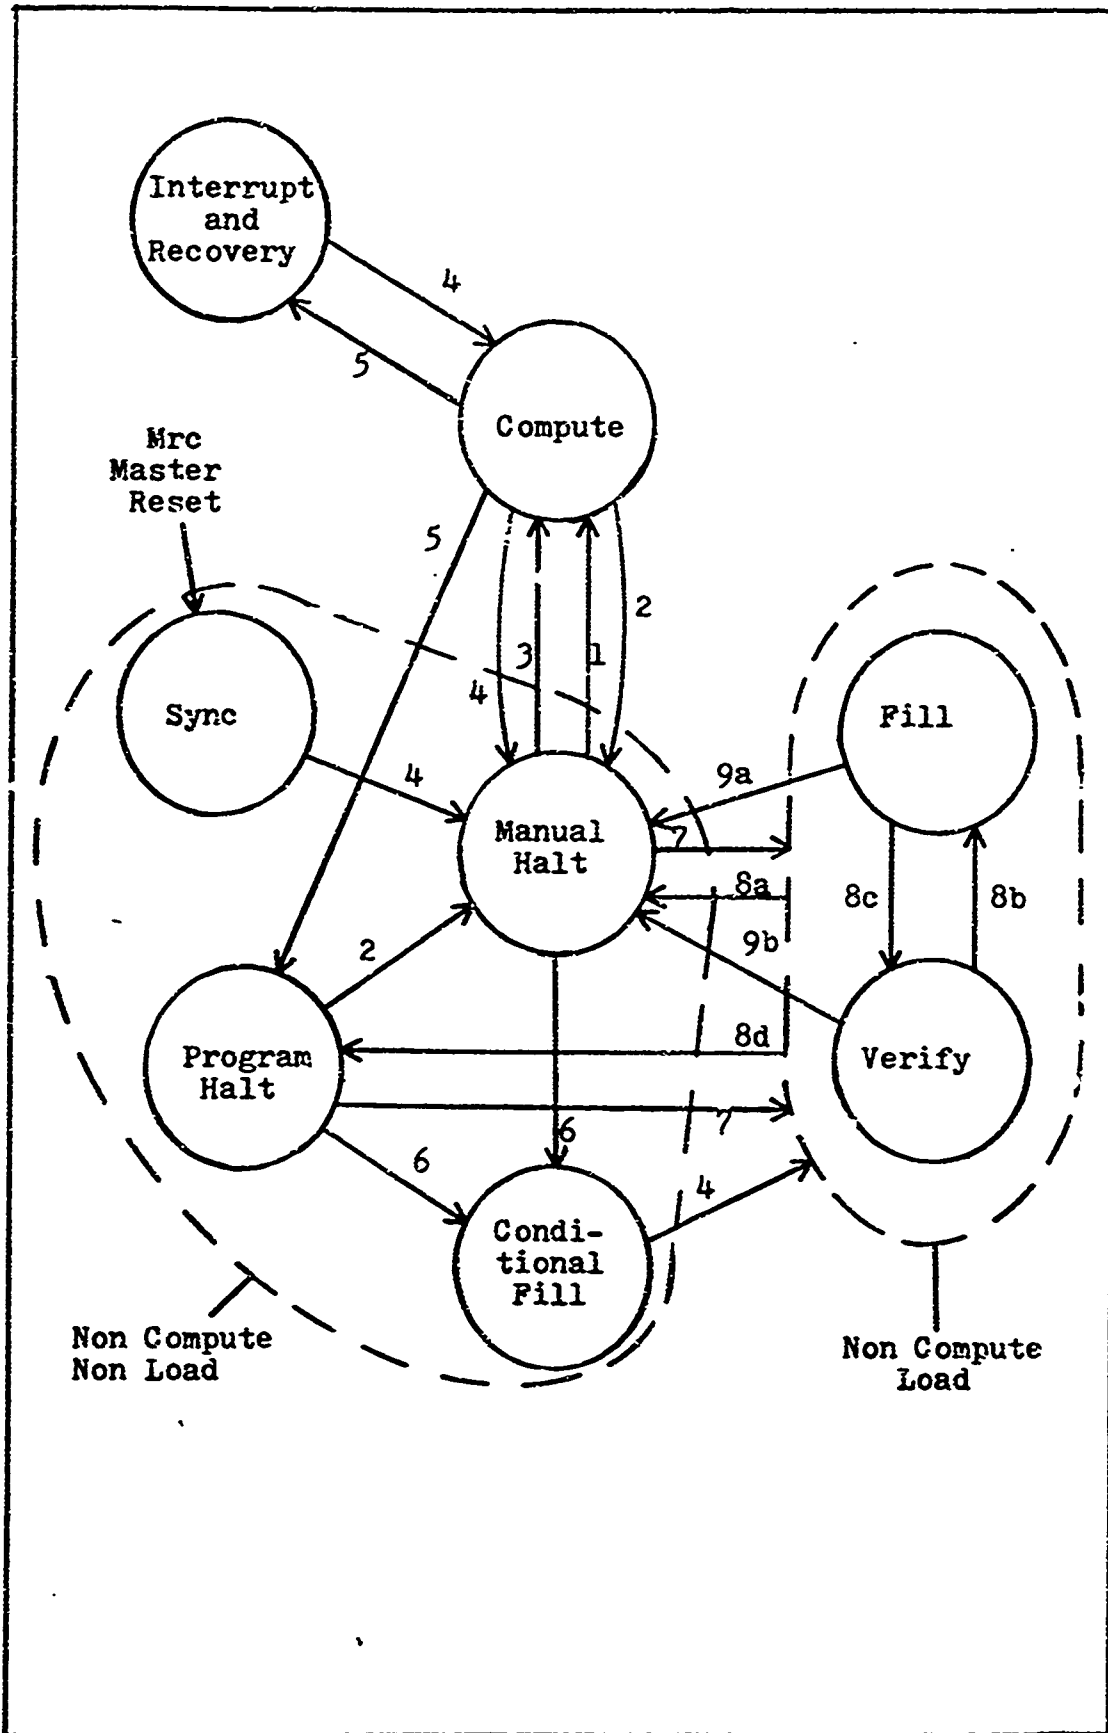 Interrupt
and
Recovery
4
5
Compute
Mrc
Master
Reset
5
2
3
1
4
Sync
4
Fill
9a
Manual
Halt
7
8a
8c
8b
9b
2
8d
Program
Halt
Verify
7
6
6
4
Condi-
tional
Fill
Non Compute
Non Load
Non Compute
Load